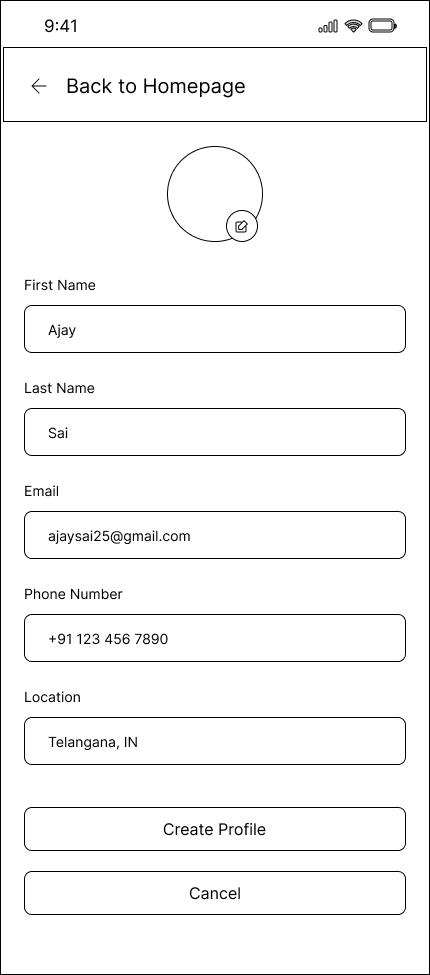 9:41
Back to Homepage
First Name
Ajay
Last Name
Sai
Email
ajaysai25@gmail.com
Phone Number
+91 123 456 7890
Location
Telangana, IN
Create Profile
Cancel